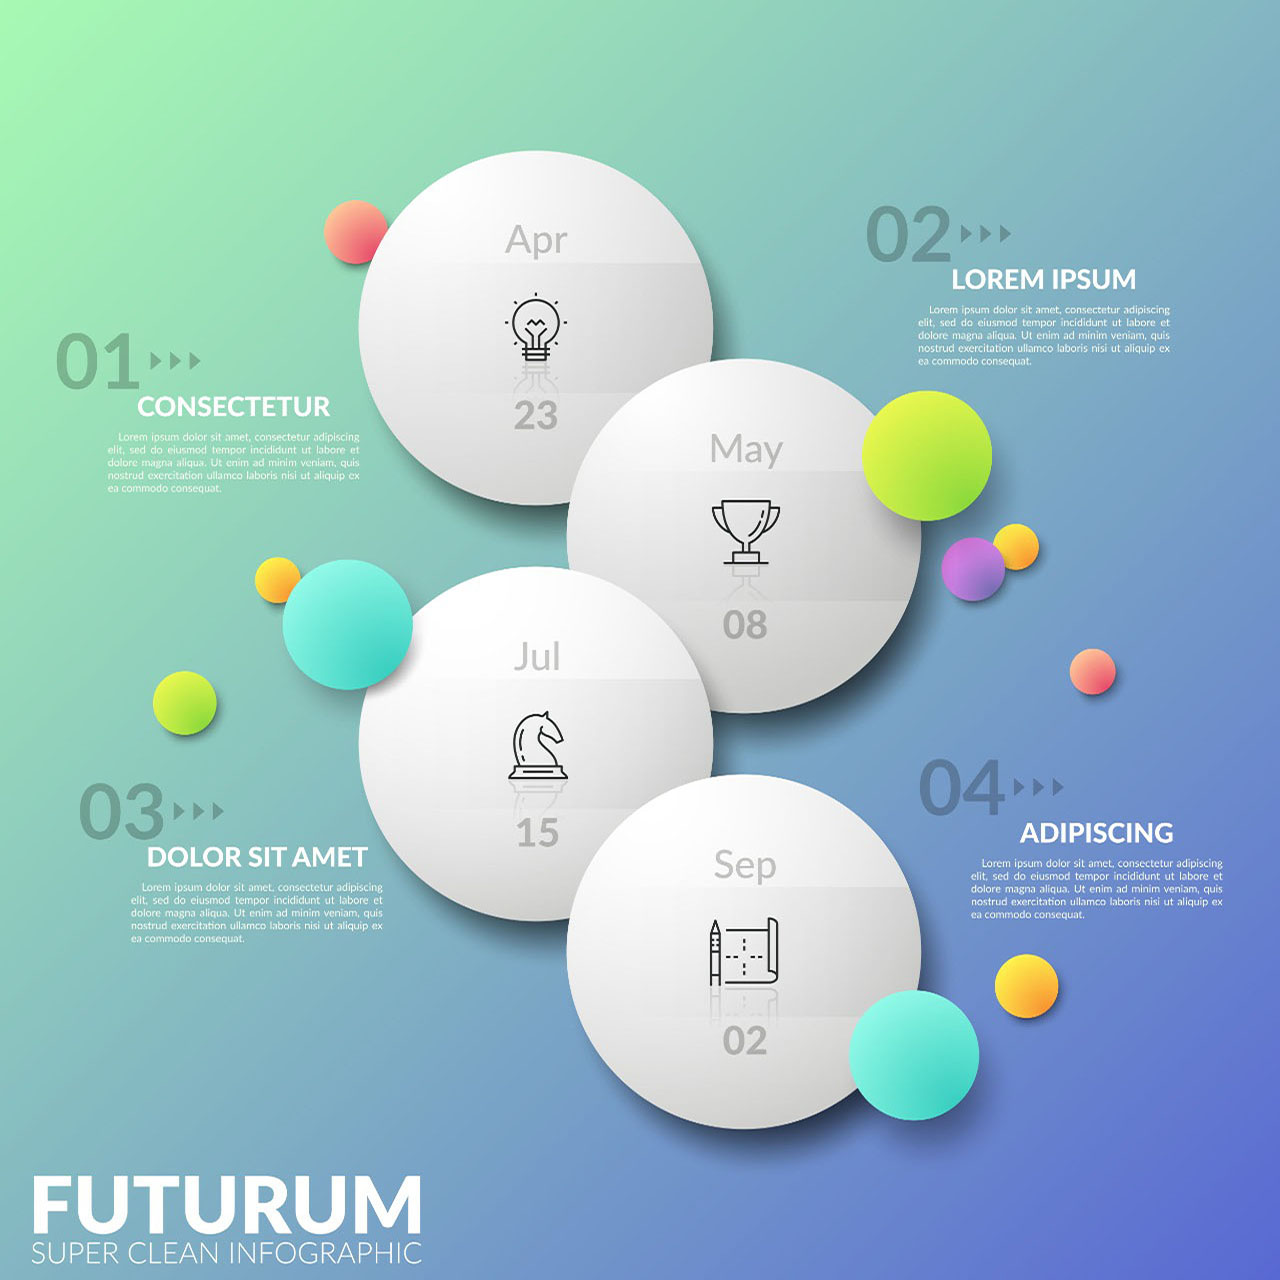 Apr
23
01
CONSECTETUR
Lorem ipsum dolor sit amet, consectetur adipiscing
elit, sed do eiusmod tempor incididunt ut labore et
dolore magna aliqua. Ut enim ad minim veniam, quis
nostrud exercitation ullamco laboris nisi ut aliquip ex
ea commodo consequat.
02
LOREM IPSUM
Lorem ipsum dolor sit amet, consectetur adipiscing
elit, sed do eiusmod tempor incididunt ut labore et
dolore magna aliqua. Ut enim ad minim veniam, quis
nostrud exercitation ullamco laboris nisi ut aliquip ex
ea commodo consequat.
May
08
Jul
15
03
DOLOR SIT AMET
Lorem ipsum dolor sit amet, consectetur adipiscing
elit, sed do eiusmod tempor incididunt ut labore et
dolore magna aliqua. Ut enim ad minim veniam, quis
nostrud exercitation ullamco laboris nisi ut aliquip ex
ea commodo consequat.
04
ADIPISCING
Lorem ipsum dolor sit amet, consectetur adipiscing
elit, sed do eiusmod tempor incididunt ut labore et
dolore magna aliqua. Ut enim ad minim veniam, quis
nostrud exercitation ullamco laboris nisi ut aliquip ex
ea commodo consequat.
Sep
02
FUTURUM
SUPER CLEAN INFOGRAPHIC